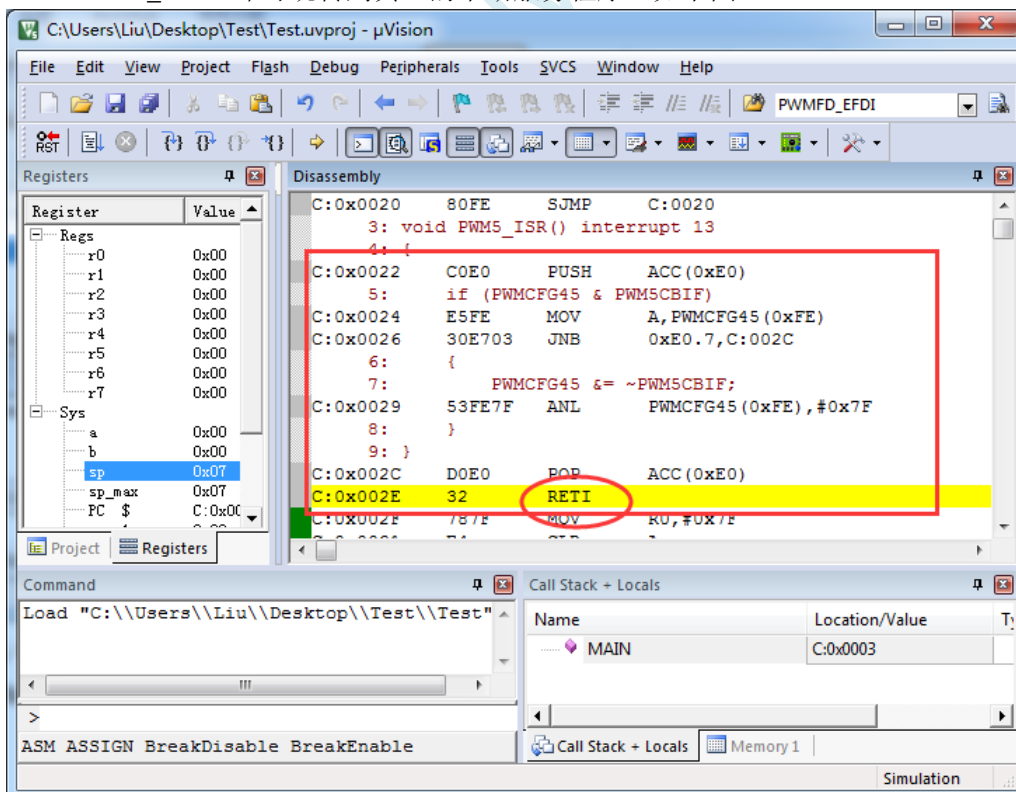 C:\Users\Liu\Desktop\Test\Test.uvproj - µVision
File Edit View Project Flash Debug Peripherals Tools SVCS Window Help
PWMFD_EFDI
RST
Registers
Disassembly
Register Value
Regs
r0 0x00
r1 0x00
r2 0x00
r3 0x00
r4 0x00
r5 0x00
r6 0x00
r7 0x00
Sys
a 0x00
b 0x00
sp 0x07
sp_max 0x07
PC $ C:0x00
Project Registers
C:0x0020 80FE SJMP C:0020
3: void PWM5_ISR() interrupt 13
4: {
C:0x0022 C0E0 PUSH ACC(0xE0)
5: if (PWMCFG45 & PWM5CBIF)
C:0x0024 E5FE MOV A,PWMCFG45(0xFE)
C:0x0026 30E703 JNB 0xE0.7,C:002C
6: {
7: PWMCFG45 &= ~PWM5CBIF;
C:0x0029 53FE7F ANL PWMCFG45(0xFE),#0x7F
8: }
9: }
C:0x002C D0E0 POP ACC(0xE0)
C:0x002E 32 RETI
C:0x002F 787F MOV R0,#0x7F
Command
Load "C:\\Users\\Liu\\Desktop\\Test\\Test"
>
ASM ASSIGN BreakDisable BreakEnable
Call Stack + Locals
Name Location/Value
MAIN C:0x0003
Call Stack + Locals Memory 1
Simulation